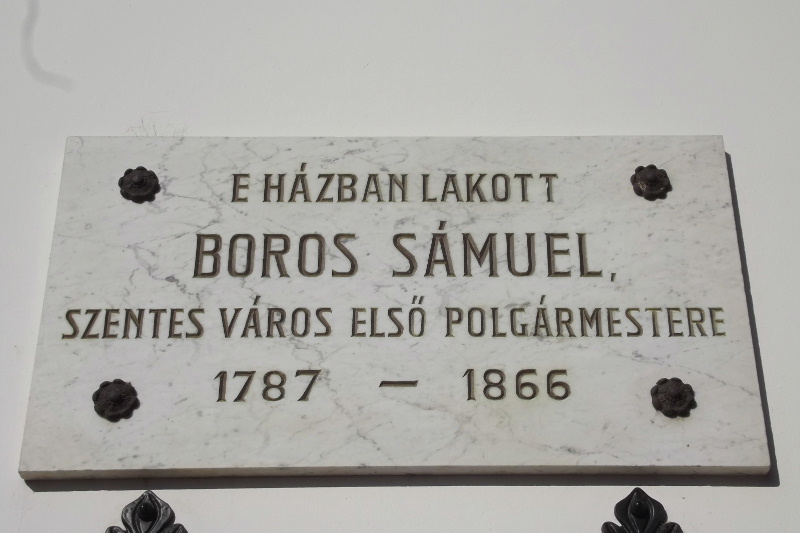 E HÁZBAN LAKOTT
BOROS SÁMUEL,
SZENTES VÁROS ELSŐ POLGÁRMESTERE
1787 — 1866